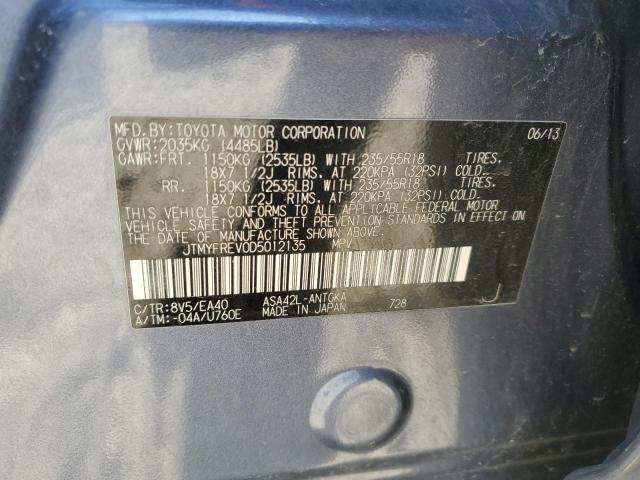 MFD.BY:TOYOTA MOTOR CORPORATION 06/13
GVWR:2035KG (4485LB)
GAWR:FRT. 1150KG (2535LB) WITH 235/55R18 TIRES.
18X7 1/2J RIMS. AT 220KPA (32PSI) COLD.
RR. 1150KG (2535LB) WITH 235/55R18 TIRES.
18X7 1/2J RIMS. AT 220KPA (32PSI) COLD.
THIS VEHICLE CONFORMS TO ALL APPLICABLE FEDERAL MOTOR
VEHICLE SAFETY AND BUMPER STANDARDS IN EFFECT ON
THE DATE OF MANUFACTURE SHOWN ABOVE.
JTMYFREV0D5012135 MPV
C/TR:8V5/EA40 ASA42L-ANTGKA
A/TM:-04A/U760E MADE IN JAPAN 728 J